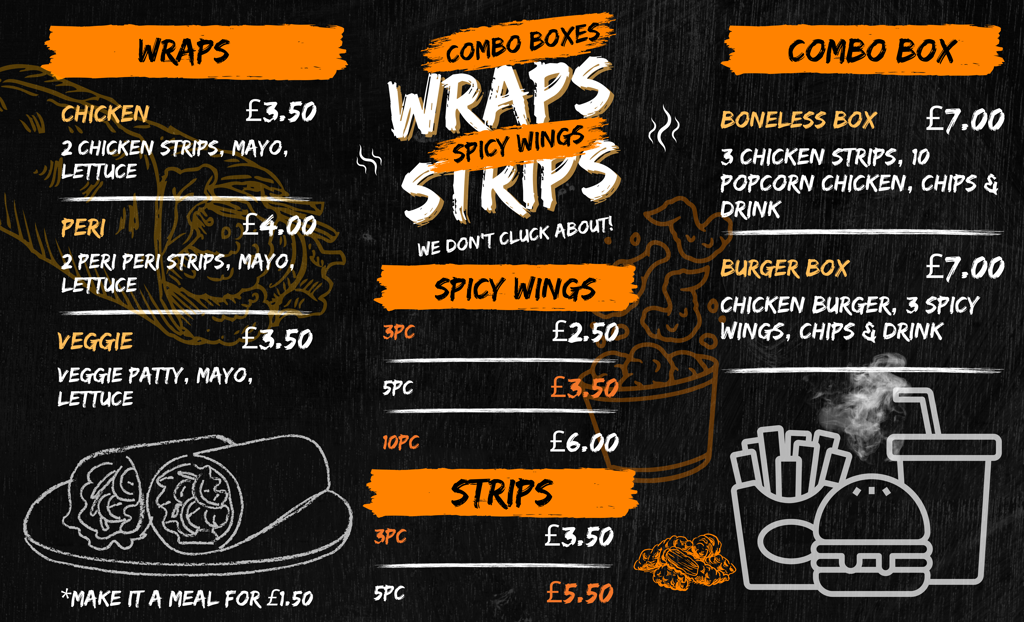 WRAPS
CHICKEN £3.50
2 CHICKEN STRIPS, MAYO,
LETTUCE
PERI £4.00
2 PERI PERI STRIPS, MAYO,
LETTUCE
VEGGIE £3.50
VEGGIE PATTY, MAYO,
LETTUCE
*MAKE IT A MEAL FOR £1.50
COMBO BOXES
WRAPS
SPICY WINGS
STRIPS
WE DON'T CLUCK ABOUT!
SPICY WINGS
3PC £2.50
5PC £3.50
10PC £6.00
STRIPS
3PC £3.50
5PC £5.50
COMBO BOX
BONELESS BOX £7.00
3 CHICKEN STRIPS, 10
POPCORN CHICKEN, CHIPS &
DRINK
BURGER BOX £7.00
CHICKEN BURGER, 3 SPICY
WINGS, CHIPS & DRINK